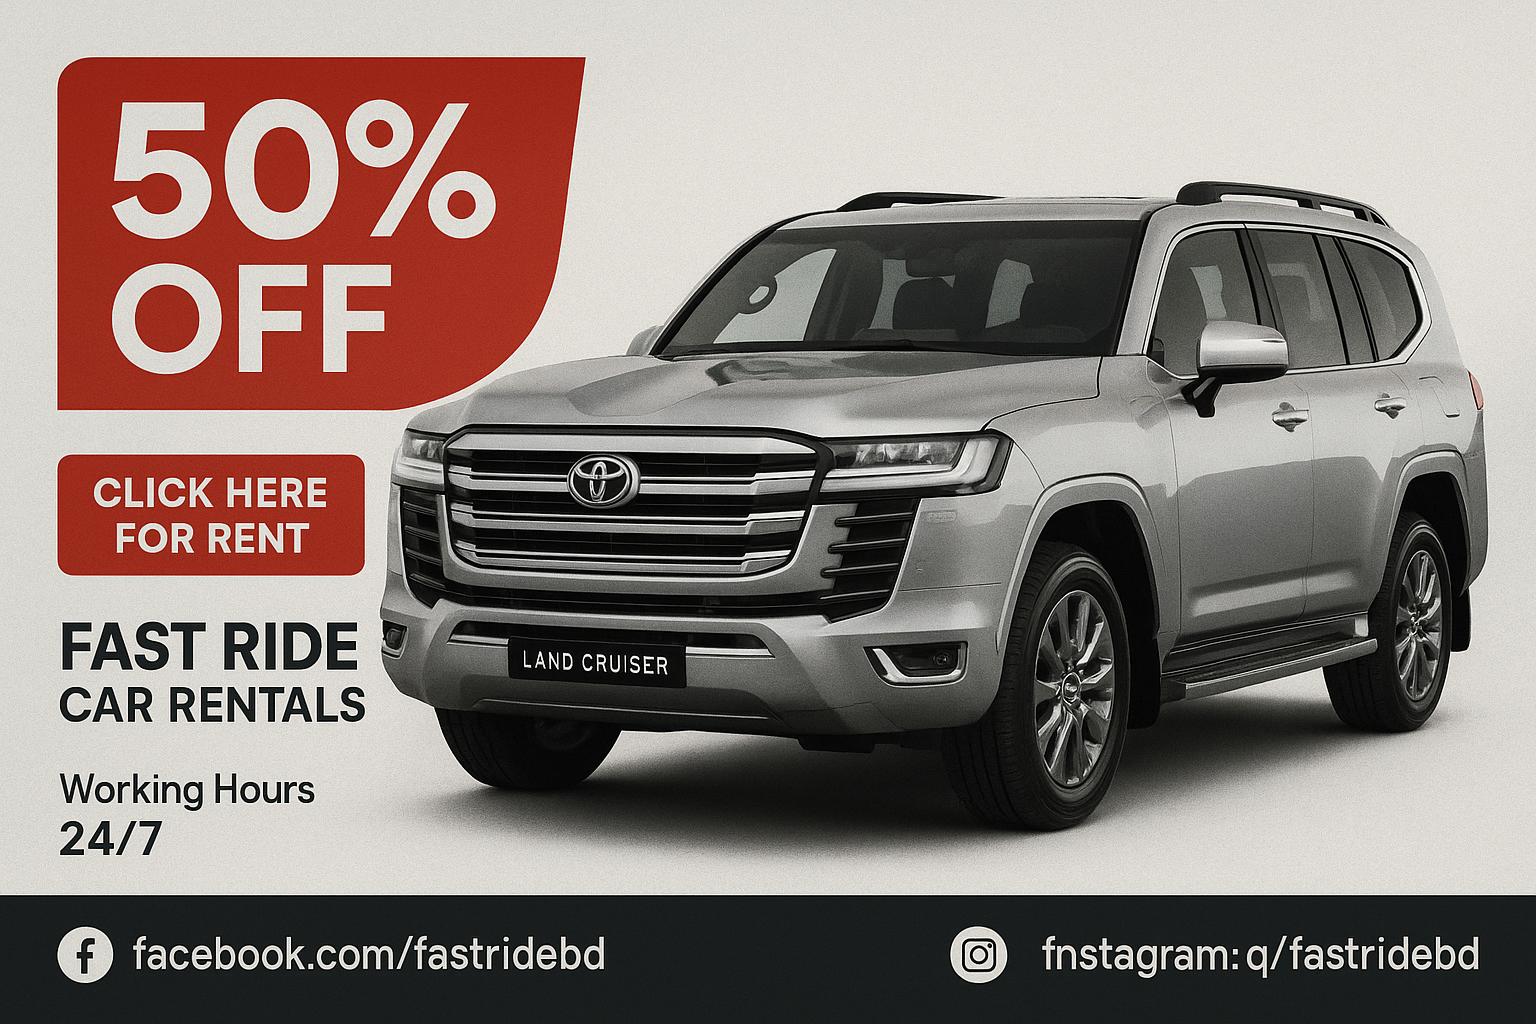 50%
OFF
CLICK HERE
FOR RENT
FAST RIDE
CAR RENTALS
Working Hours
24/7
LAND CRUISER
facebook.com/fastridebd
fnstagram: q/fastridebd